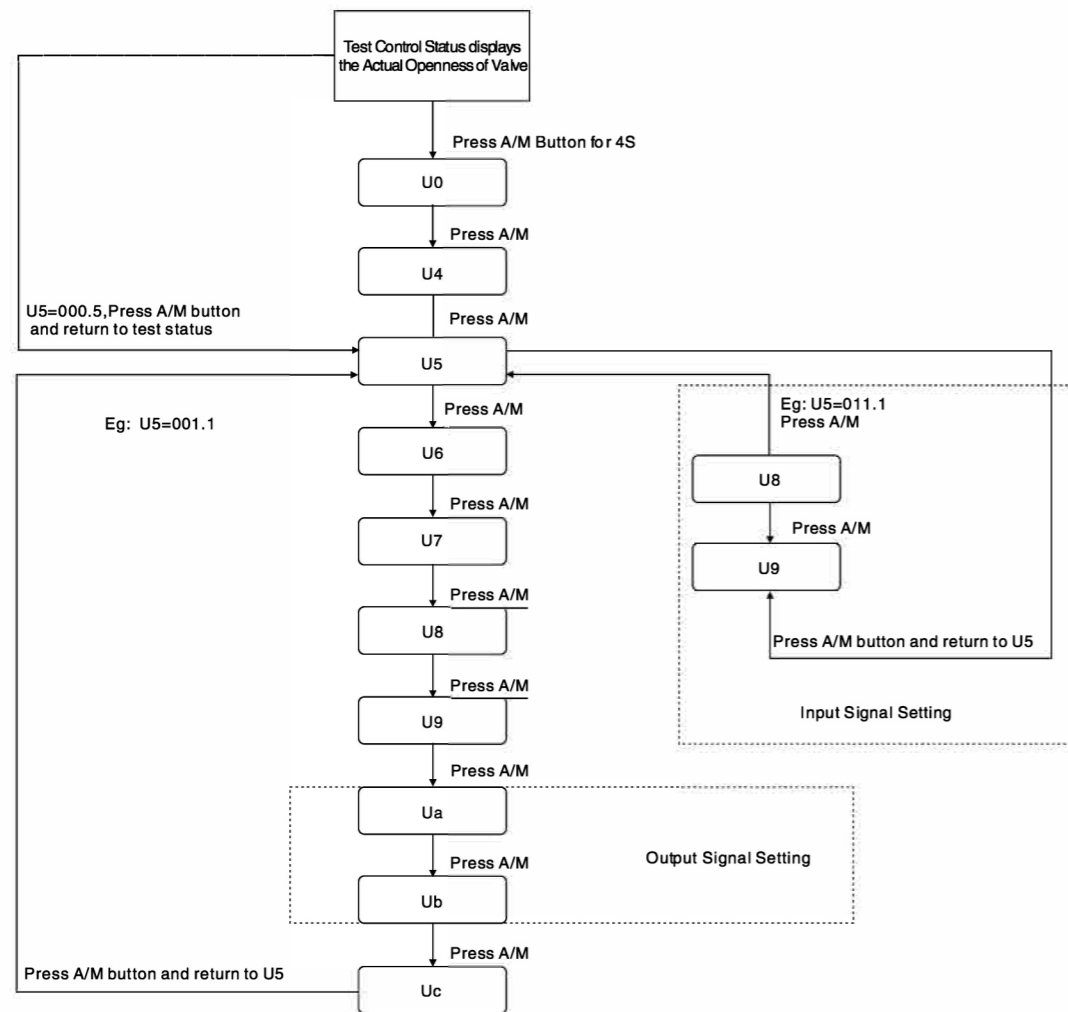 Test Control Status displays
the Actual Openness of Valve
Press A/M Button for 4S
U0
Press A/M
U4
U5=000.5,Press A/M button
and return to test status
Press A/M
U5
Eg: U5=001.1
Press A/M
Eg: U5=011.1
Press A/M
U6
U8
Press A/M
Press A/M
U7
U9
Press A/M
U8
Press A/M button and return to U5
Press A/M
U9
Input Signal Setting
Press A/M
Ua
Output Signal Setting
Press A/M
Ub
Press A/M
Press A/M button and return to U5
Uc